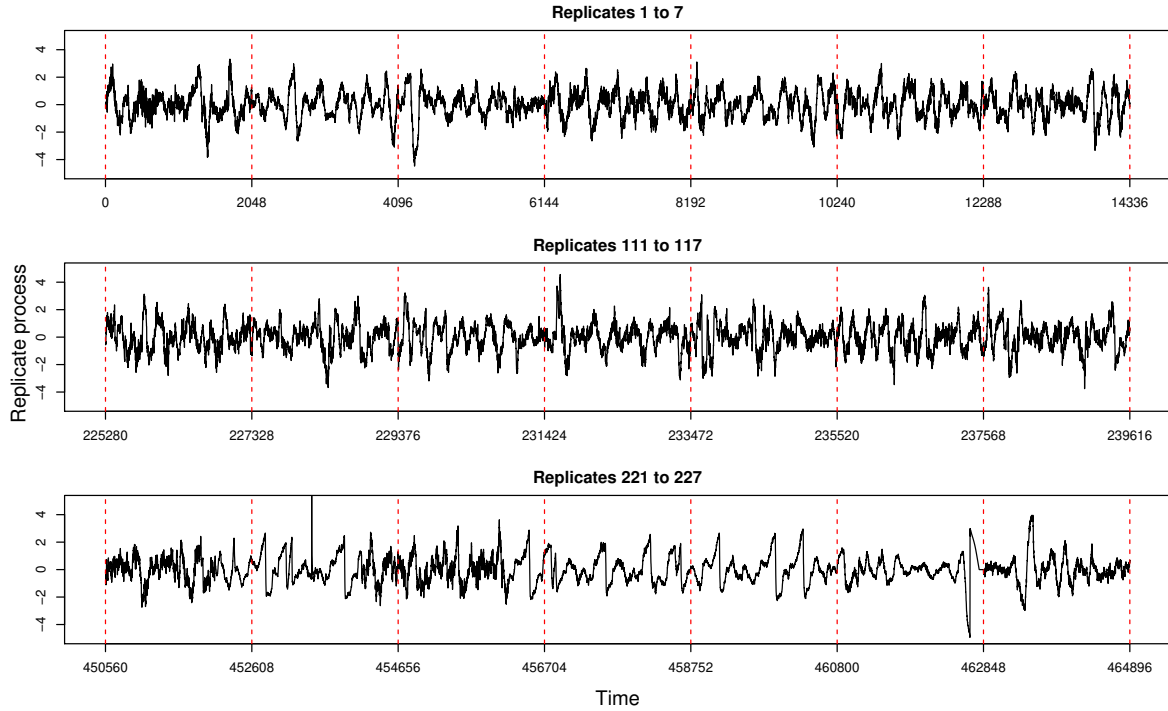 Replicates 1 to 7
4
2
0
−2
−4
0 2048 4096 6144 8192 10240 12288 14336
Replicates 111 to 117
Replicate process
4
2
0
−2
−4
225280 227328 229376 231424 233472 235520 237568 239616
Replicates 221 to 227
4
2
0
−2
−4
450560 452608 454656 456704 458752 460800 462848 464896
Time